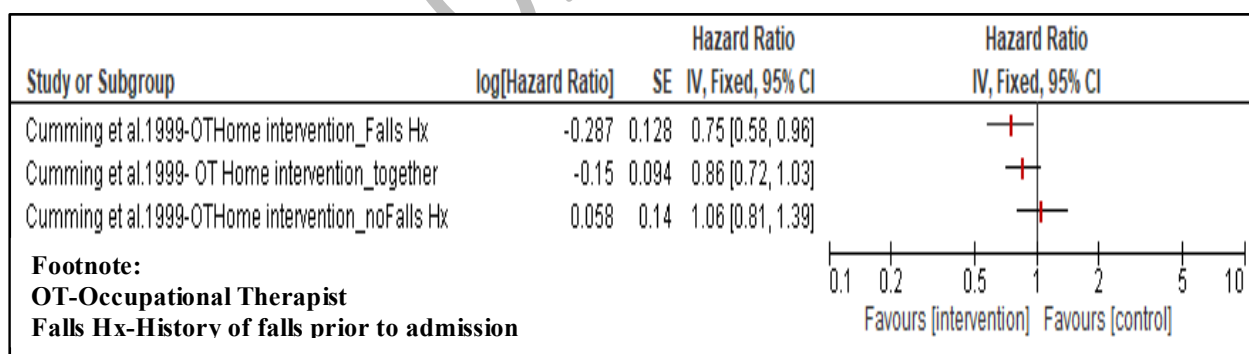 Hazard Ratio Hazard Ratio
Study or Subgroup log[Hazard Ratio] SE IV, Fixed, 95% CI IV, Fixed, 95% CI
Cumming et al.1999-OTHome intervention_Falls Hx -0.287 0.128 0.75 [0.58, 0.96]
Cumming et al.1999- OT Home intervention_together -0.15 0.094 0.86 [0.72, 1.03]
Cumming et al.1999-OTHome intervention_noFalls Hx 0.058 0.14 1.06 [0.81, 1.39]
Footnote:
OT-Occupational Therapist
Falls Hx-History of falls prior to admission
0.1 0.2 0.5 1 2 5 10
Favours [intervention] Favours [control]